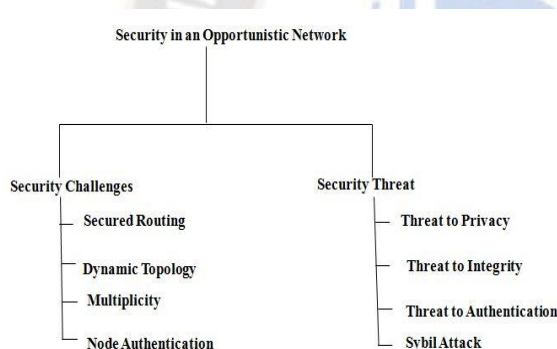 Security in an Opportunistic Network
Security Challenges
Secured Routing
Dynamic Topology
Multiplicity
Node Authentication
Security Threat
Threat to Privacy
Threat to Integrity
Threat to Authentication
Sybil Attack